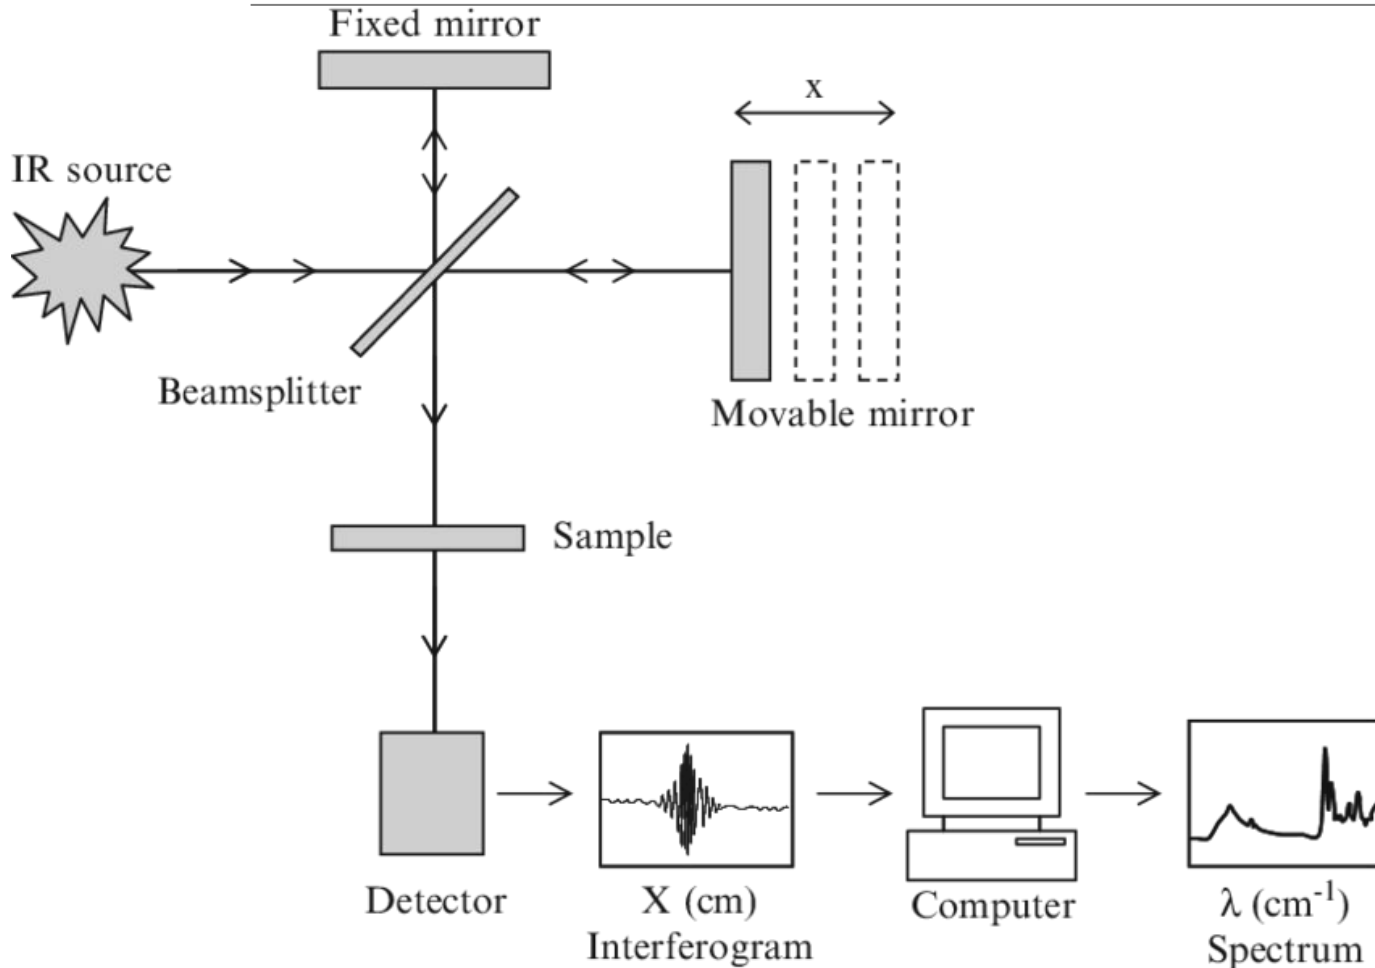 Fixed mirror
x
IR source
Beamsplitter
Movable mirror
Sample
Detector
X (cm)
Interferogram
Computer
λ (cm-1)
Spectrum